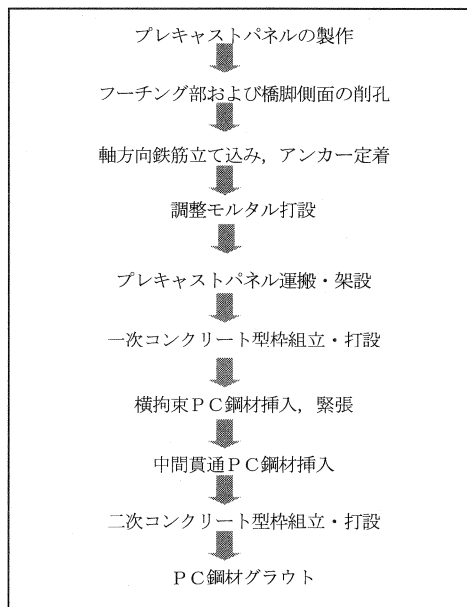 プレキャストパネルの製作
フーチング部および橋脚側面の削孔
軸方向鉄筋立て込み，アンカー定着
調整モルタル打設
プレキャストパネル運搬・架設
一次コンクリート型枠組立・打設
横拘束ＰＣ鋼材挿入，緊張
中間貫通ＰＣ鋼材挿入
二次コンクリート型枠組立・打設
ＰＣ鋼材グラウト